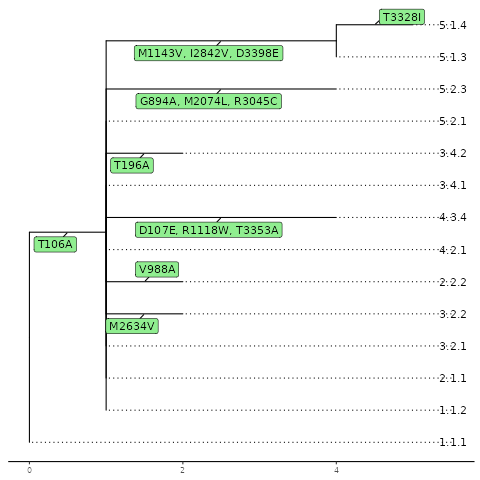 T3328I
5.1.4
M1143V, I2842V, D3398E
5.1.3
5.2.3
G894A, M2074L, R3045C
5.2.1
3.4.2
T196A
3.4.1
4.3.4
D107E, R1118W, T3353A
T106A
4.2.1
V988A
2.2.2
3.2.2
M2634V
3.2.1
2.1.1
1.1.2
1.1.1
0 2 4